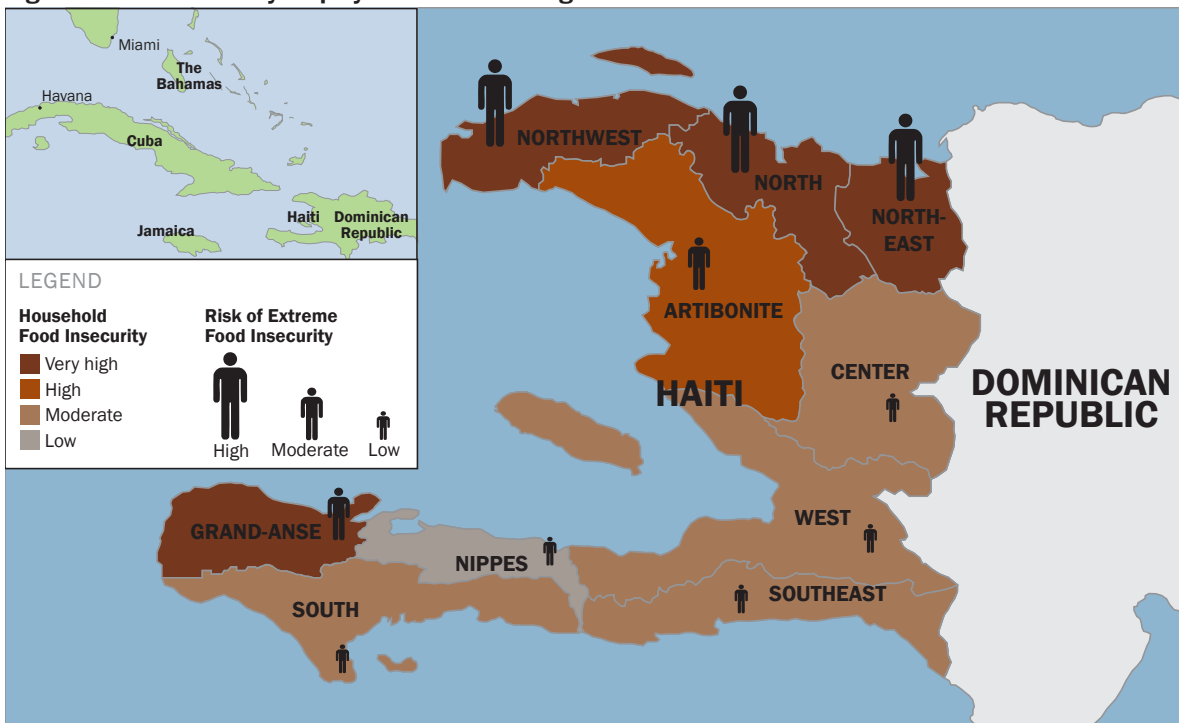 Miami
The
Bahamas
Havana
Cuba
Haiti
Dominican
Republic
Jamaica
LEGEND
Household
Food Insecurity
Very high
High
Moderate
Low
Risk of Extreme
Food Insecurity
High
Moderate
Low
NORTHWEST
NORTH
NORTH-
EAST
ARTIBONITE
CENTER
HAITI
DOMINICAN
REPUBLIC
WEST
GRAND-ANSE
NIPPES
SOUTHEAST
SOUTH